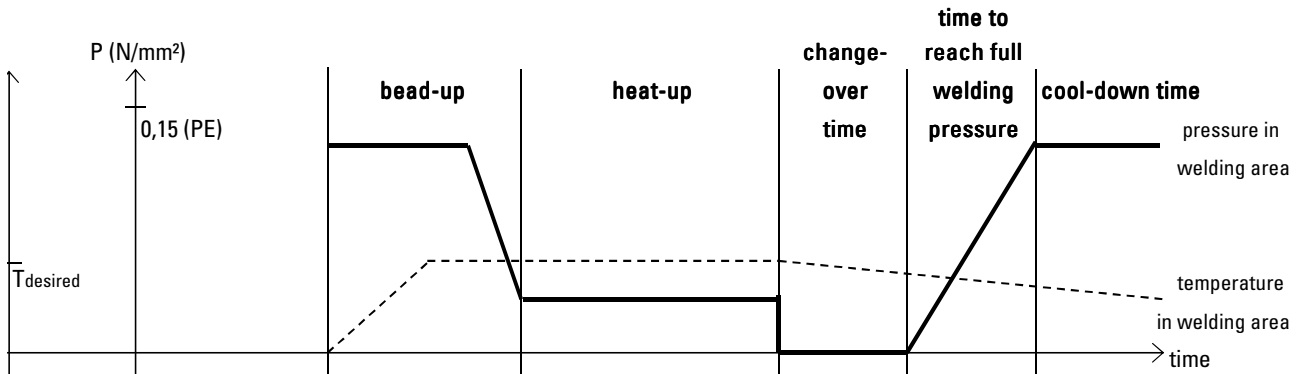 P (N/mm²)
0,15 (PE)
Tdesired
bead-up
heat-up
change-
over
time
time to
reach full
welding
pressure
cool-down time
pressure in
welding area
temperature
in welding area
time